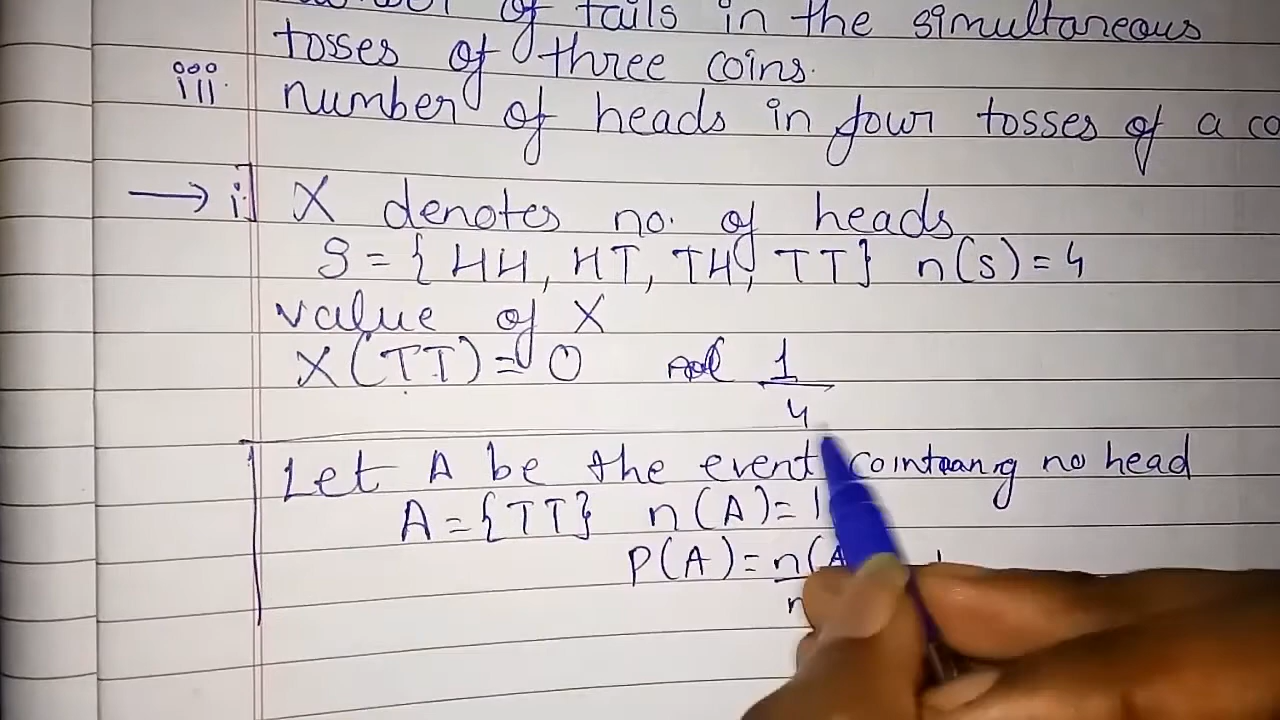 of tails in the simultaneous
tosses of three coins.
iii. number of heads in four tosses of a co
→ i] X denotes no. of heads
S = { HH, HT, TH, TT} n(s) = 4
value of X
X(TT) = 0 1/4
Let A be the event cointaang no head
A = {TT} n(A) = 1
P(A) = n(A
n